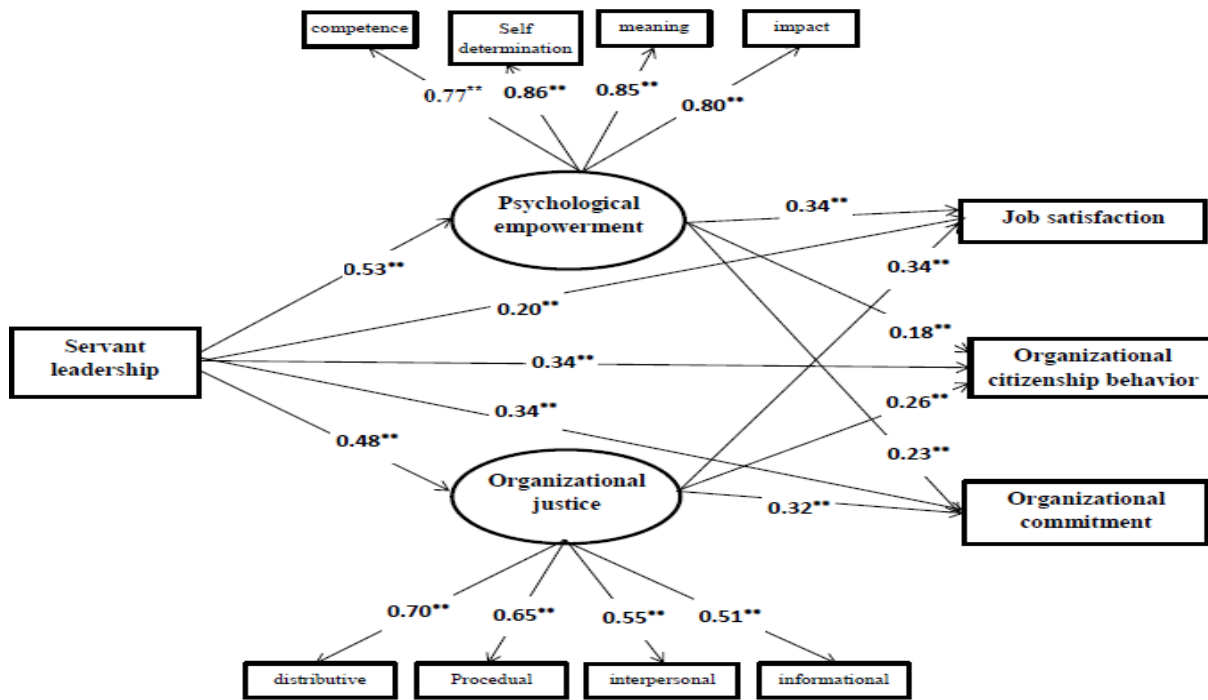 competence
Self
determination
meaning
impact
0.77**
0.86**
0.85**
0.80**
Psychological
empowerment
0.34**
Job satisfaction
0.53**
0.34**
0.20**
Servant
leadership
0.18**
0.34**
Organizational
citizenship behavior
0.34**
0.26**
0.48**
0.23**
Organizational
justice
0.32**
Organizational
commitment
0.70**
0.65**
0.55**
0.51**
distributive
Procedual
interpersonal
informational